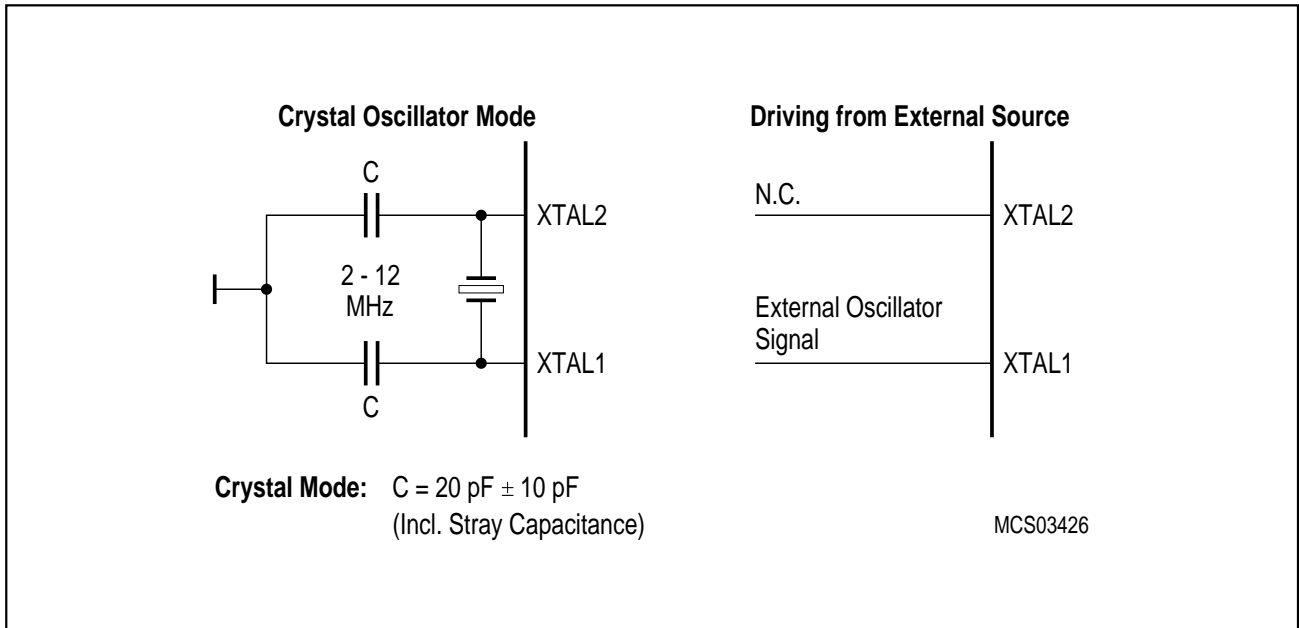 Crystal Oscillator Mode
C
XTAL2
2 - 12
MHz
XTAL1
C
Crystal Mode: C = 20 pF ± 10 pF
(Incl. Stray Capacitance)
Driving from External Source
N.C.
XTAL2
External Oscillator
Signal
XTAL1
MCS03426